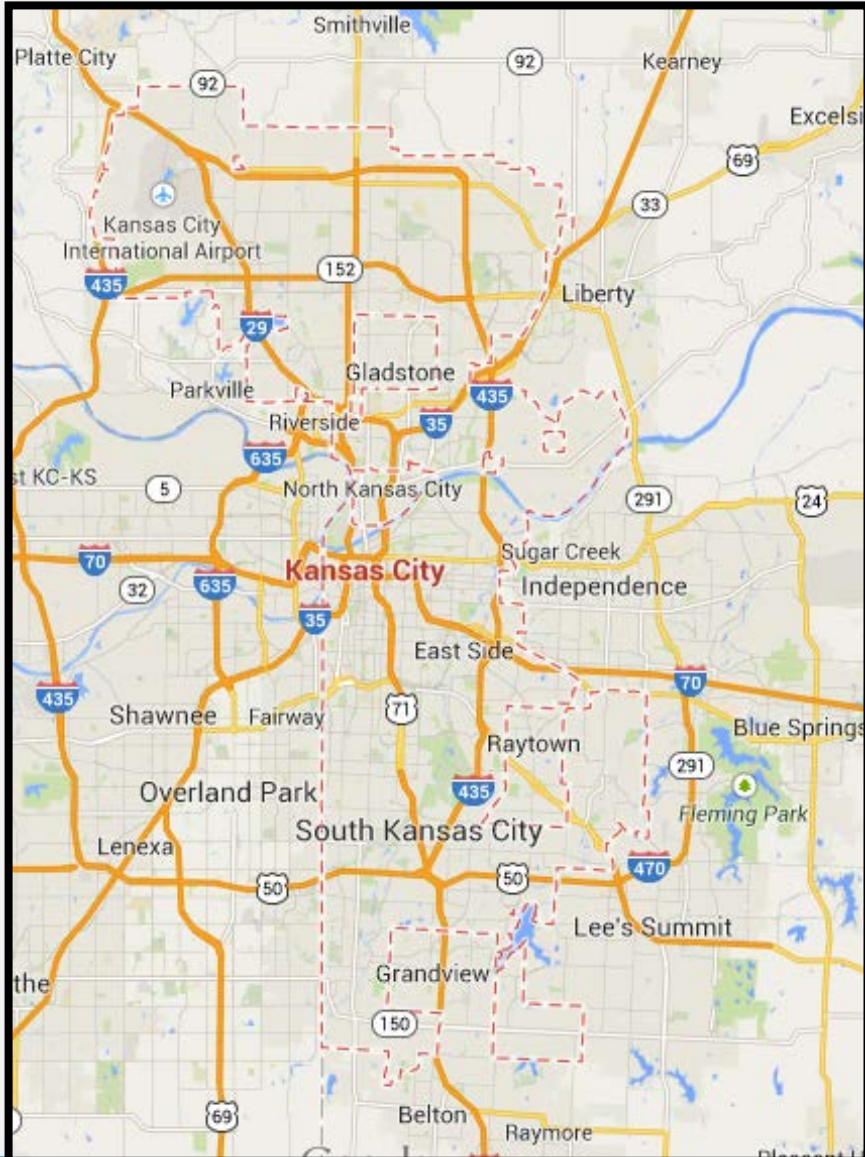 Smithville
Platte City
92
Kearney
92
Excelsi
69
33
Kansas City
International Airport
435
152
Liberty
29
Gladstone
Parkville
435
Riverside
35
635
st KC-KS
5
North Kansas City
291
24
70
Sugar Creek
Kansas City
635
Independence
32
35
East Side
70
435
71
Shawnee
Fairway
Blue Springs
Raytown
291
435
Overland Park
Fleming Park
South Kansas City
Lenexa
470
50
50
Lee's Summit
Grandview
the
150
69
Belton
Raymore